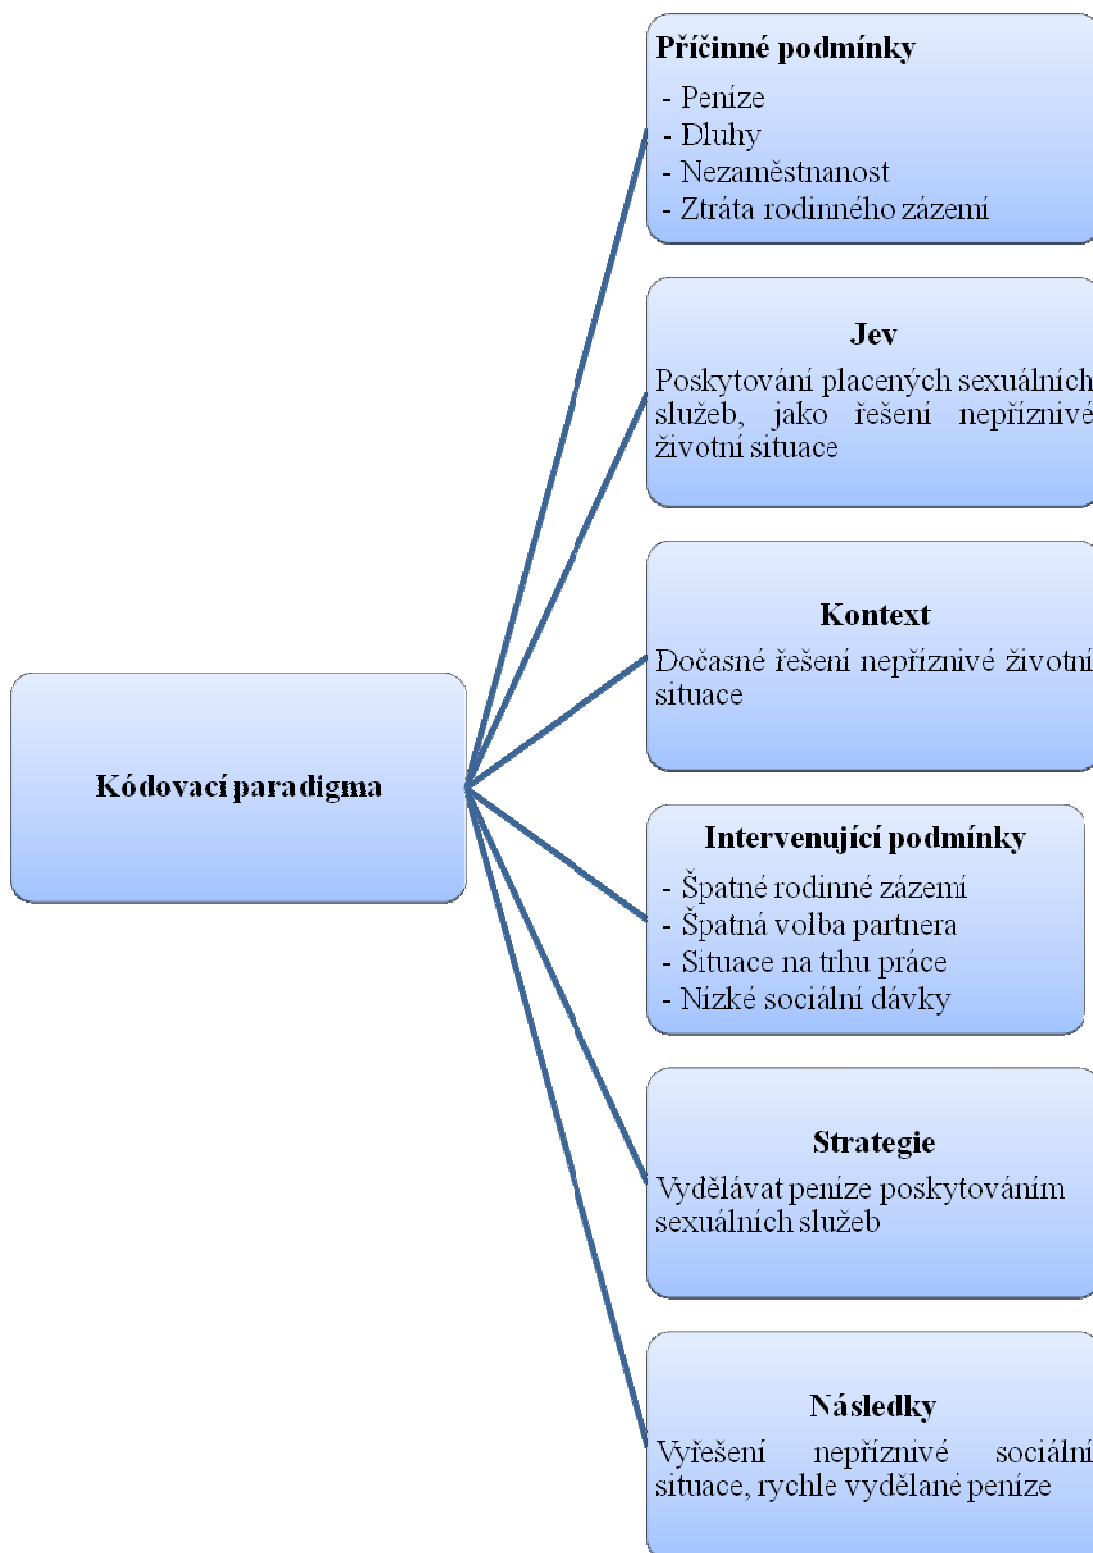 Příčinné podmínky
- Peníze
- Dluhy
- Nezaměstnanost
- Ztráta rodinného zázemí
Jev
Poskytování placených sexuálních
služeb, jako řešení nepříznivé
životní situace
Kontext
Dočasné řešení nepříznivé životní
situace
Kódovací paradigma
Intervenující podmínky
- Špatné rodinné zázemí
- Špatná volba partnera
- Situace na trhu práce
- Nízké sociální dávky
Strategie
Vydělávat peníze poskytováním
sexuálních služeb
Následky
Vyřešení nepříznivé sociální
situace, rychle vydělané peníze